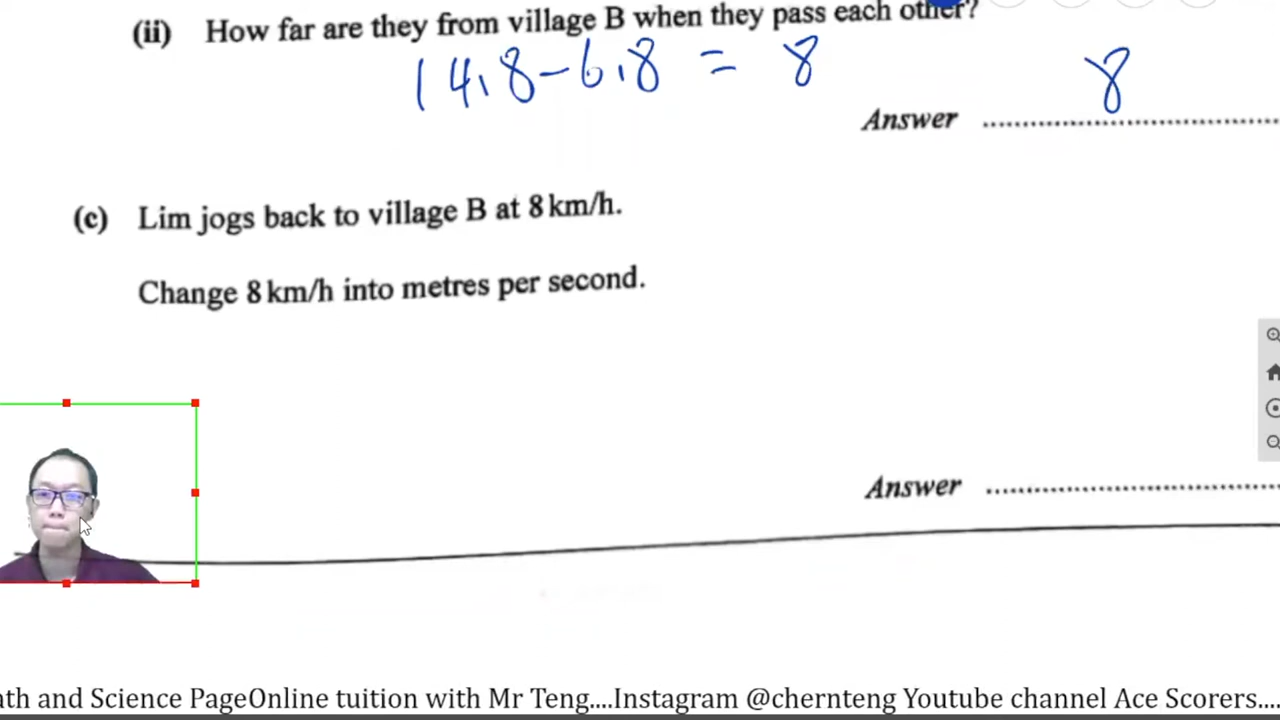 (ii) How far are they from village B when they pass each other?
14.8-6.8 = 8
8
Answer
(c) Lim jogs back to village B at 8 km/h.
Change 8 km/h into metres per second.
Answer
ath and Science PageOnline tuition with Mr Teng....Instagram @chernteng Youtube channel Ace Scorers....